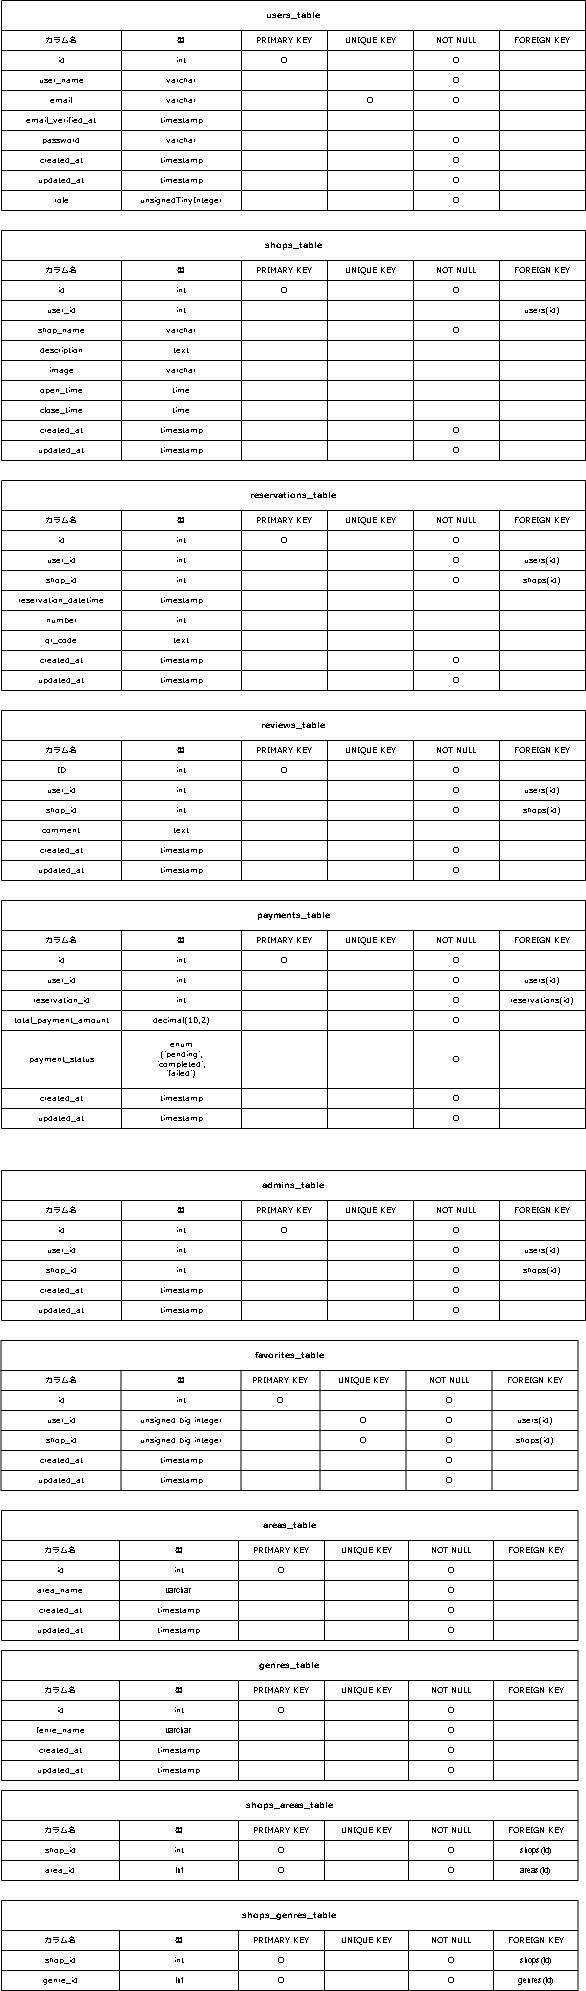 users_table
カラム名 型 PRIMARY KEY UNIQUE KEY NOT NULL FOREIGN KEY
id int ○ ○
user_name varchar ○
email varchar ○ ○
email_verified_at timestamp
password varchar ○
created_at timestamp ○
updated_at timestamp ○
role unsignedTinyInteger ○
shops_table
カラム名 型 PRIMARY KEY UNIQUE KEY NOT NULL FOREIGN KEY
id int ○ ○
user_id int users(id)
shop_name varchar ○
description text
image varchar
open_time time
close_time time
created_at timestamp ○
updated_at timestamp ○
reservations_table
カラム名 型 PRIMARY KEY UNIQUE KEY NOT NULL FOREIGN KEY
id int ○ ○
user_id int ○ users(id)
shop_id int ○ shops(id)
reservation_datetime timestamp
number int
qr_code text
created_at timestamp ○
updated_at timestamp ○
reviews_table
カラム名 型 PRIMARY KEY UNIQUE KEY NOT NULL FOREIGN KEY
ID int ○ ○
user_id int ○ users(id)
shop_id int ○ shops(id)
comment text
created_at timestamp ○
updated_at timestamp ○
payments_table
カラム名 型 PRIMARY KEY UNIQUE KEY NOT NULL FOREIGN KEY
id int ○ ○
user_id int ○ users(id)
reservation_id int ○ reservations(id)
total_payment_amount decimal(10,2) ○
enum
('pending',
payment_status ○
'completed',
'failed')
created_at timestamp ○
updated_at timestamp ○
admins_table
カラム名 型 PRIMARY KEY UNIQUE KEY NOT NULL FOREIGN KEY
id int ○ ○
user_id int ○ users(id)
shop_id int ○ shops(id)
created_at timestamp ○
updated_at timestamp ○
favorites_table
カラム名 型 PRIMARY KEY UNIQUE KEY NOT NULL FOREIGN KEY
id int ○ ○
user_id unsigned big integer ○ ○ users(id)
shop_id unsigned big integer ○ ○ shops(id)
created_at timestamp ○
updated_at timestamp ○
areas_table
カラム名 型 PRIMARY KEY UNIQUE KEY NOT NULL FOREIGN KEY
id int ○ ○
area_name varchar ○
created_at timestamp ○
updated_at timestamp ○
genres_table
カラム名 型 PRIMARY KEY UNIQUE KEY NOT NULL FOREIGN KEY
id int ○ ○
fenre_name varchar ○
created_at timestamp ○
updated_at timestamp ○
shops_areas_table
カラム名 型 PRIMARY KEY UNIQUE KEY NOT NULL FOREIGN KEY
shop_id int ○ ○ shops(id)
area_id int ○ ○ areas(id)
shops_genres_table
カラム名 型 PRIMARY KEY UNIQUE KEY NOT NULL FOREIGN KEY
shop_id int ○ ○ shops(id)
genre_id int ○ ○ genres(id)